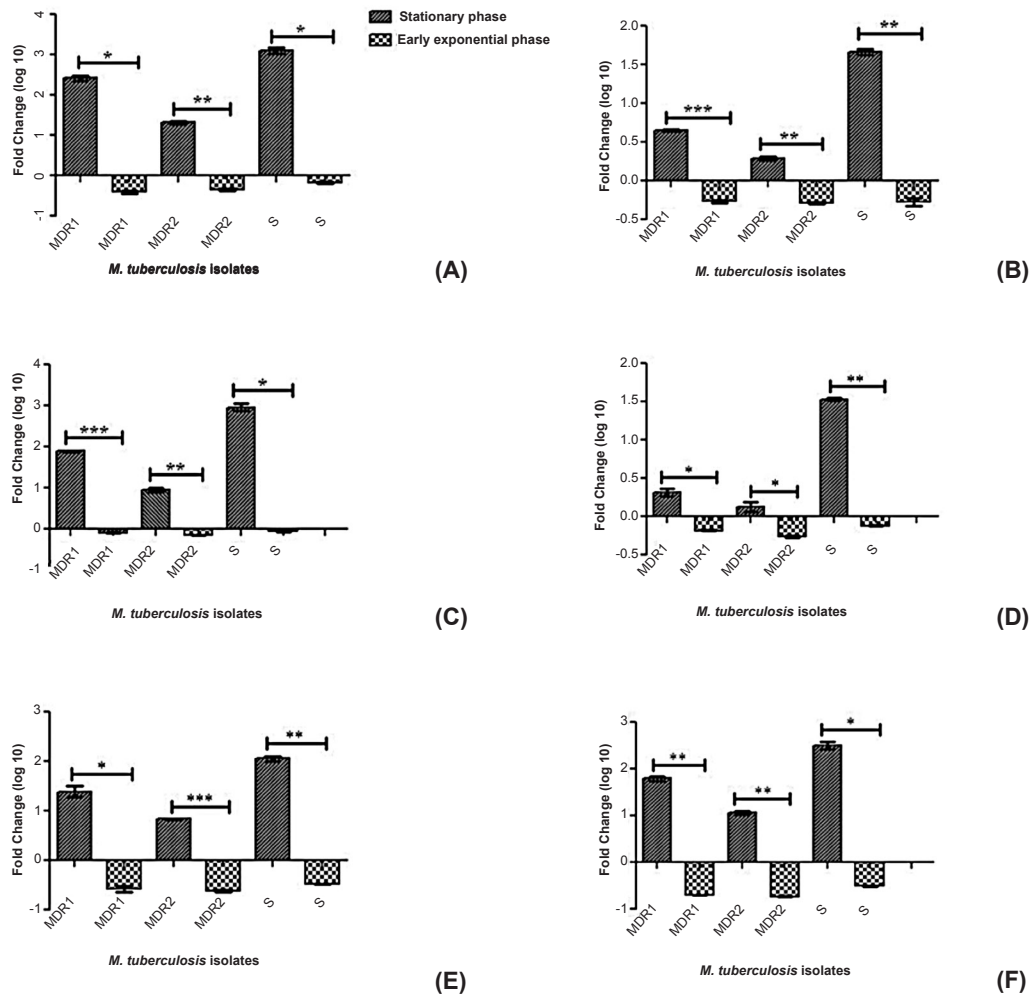 Stationary phase
Early exponential phase
Fold Change (log 10)
4
3
2
1
0
-1
*
**
*
MDR1
MDR1
MDR2
MDR2
S
S
M. tuberculosis isolates
(A)
Fold Change (log 10)
2.0
1.5
1.0
0.5
0.0
-0.5
***
**
**
MDR1
MDR1
MDR2
MDR2
S
S
M. tuberculosis isolates
(B)
Fold Change (log 10)
4
3
2
1
0
-1
***
**
*
MDR1
MDR1
MDR2
MDR2
S
S
M. tuberculosis isolates
(C)
Fold Change (log 10)
2.0
1.5
1.0
0.5
0.0
-0.5
*
*
**
MDR1
MDR1
MDR2
MDR2
S
S
M. tuberculosis isolates
(D)
Fold Change (log 10)
3
2
1
0
-1
*
***
**
MDR1
MDR1
MDR2
MDR2
S
S
M. tuberculosis isolates
(E)
Fold Change (log 10)
3
2
1
0
-1
**
**
*
MDR1
MDR1
MDR2
MDR2
S
S
M. tuberculosis isolates
(F)